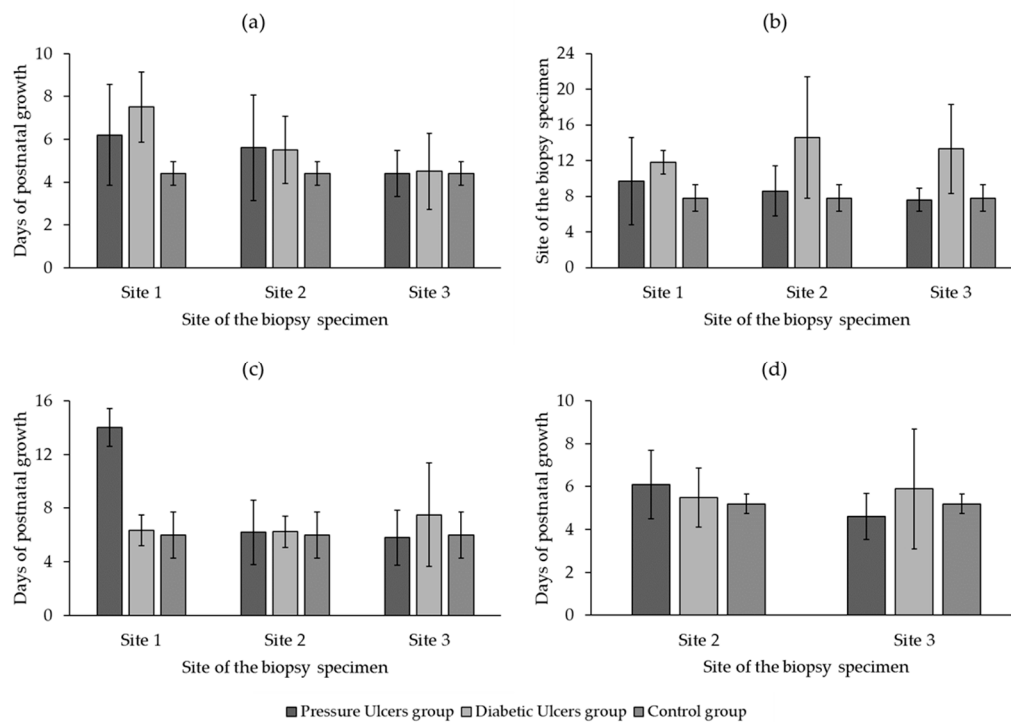 (a)
Days of postnatal growth
10
8
6
4
2
0
Site 1 Site 2 Site 3
Site of the biopsy specimen
(b)
Site of the biopsy specimen
24
20
16
12
8
4
0
Site 1 Site 2 Site 3
Site of the biopsy specimen
(c)
Days of postnatal growth
16
12
8
4
0
Site 1 Site 2 Site 3
Site of the biopsy specimen
(d)
Days of postnatal growth
10
8
6
4
2
0
Site 2 Site 3
Site of the biopsy specimen
Pressure Ulcers group Diabetic Ulcers group Control group